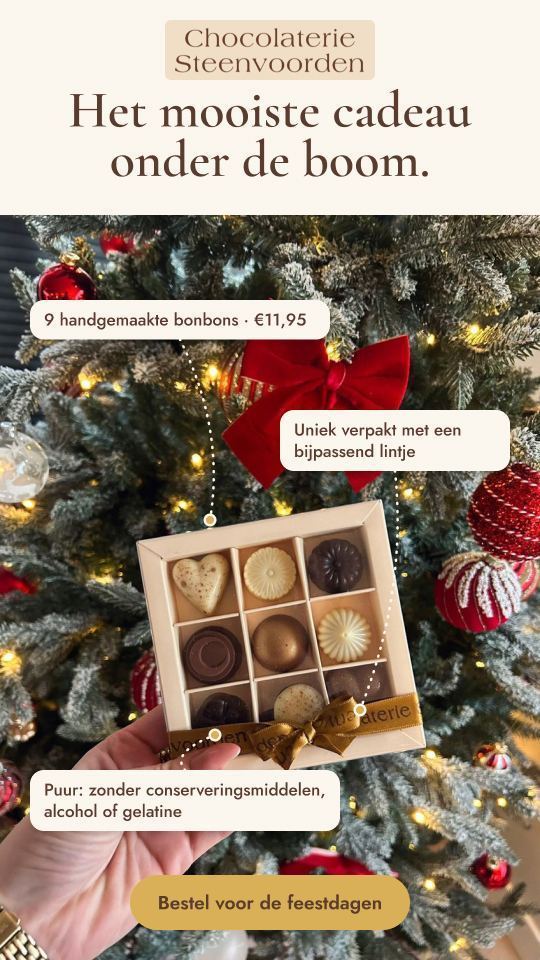 Chocolaterie
Steenvoorden
Het mooiste cadeau
onder de boom.
9 handgemaakte bonbons · €11,95
Uniek verpakt met een
bijpassend lintje
Puur: zonder conserveringsmiddelen,
alcohol of gelatine
Bestel voor de feestdagen